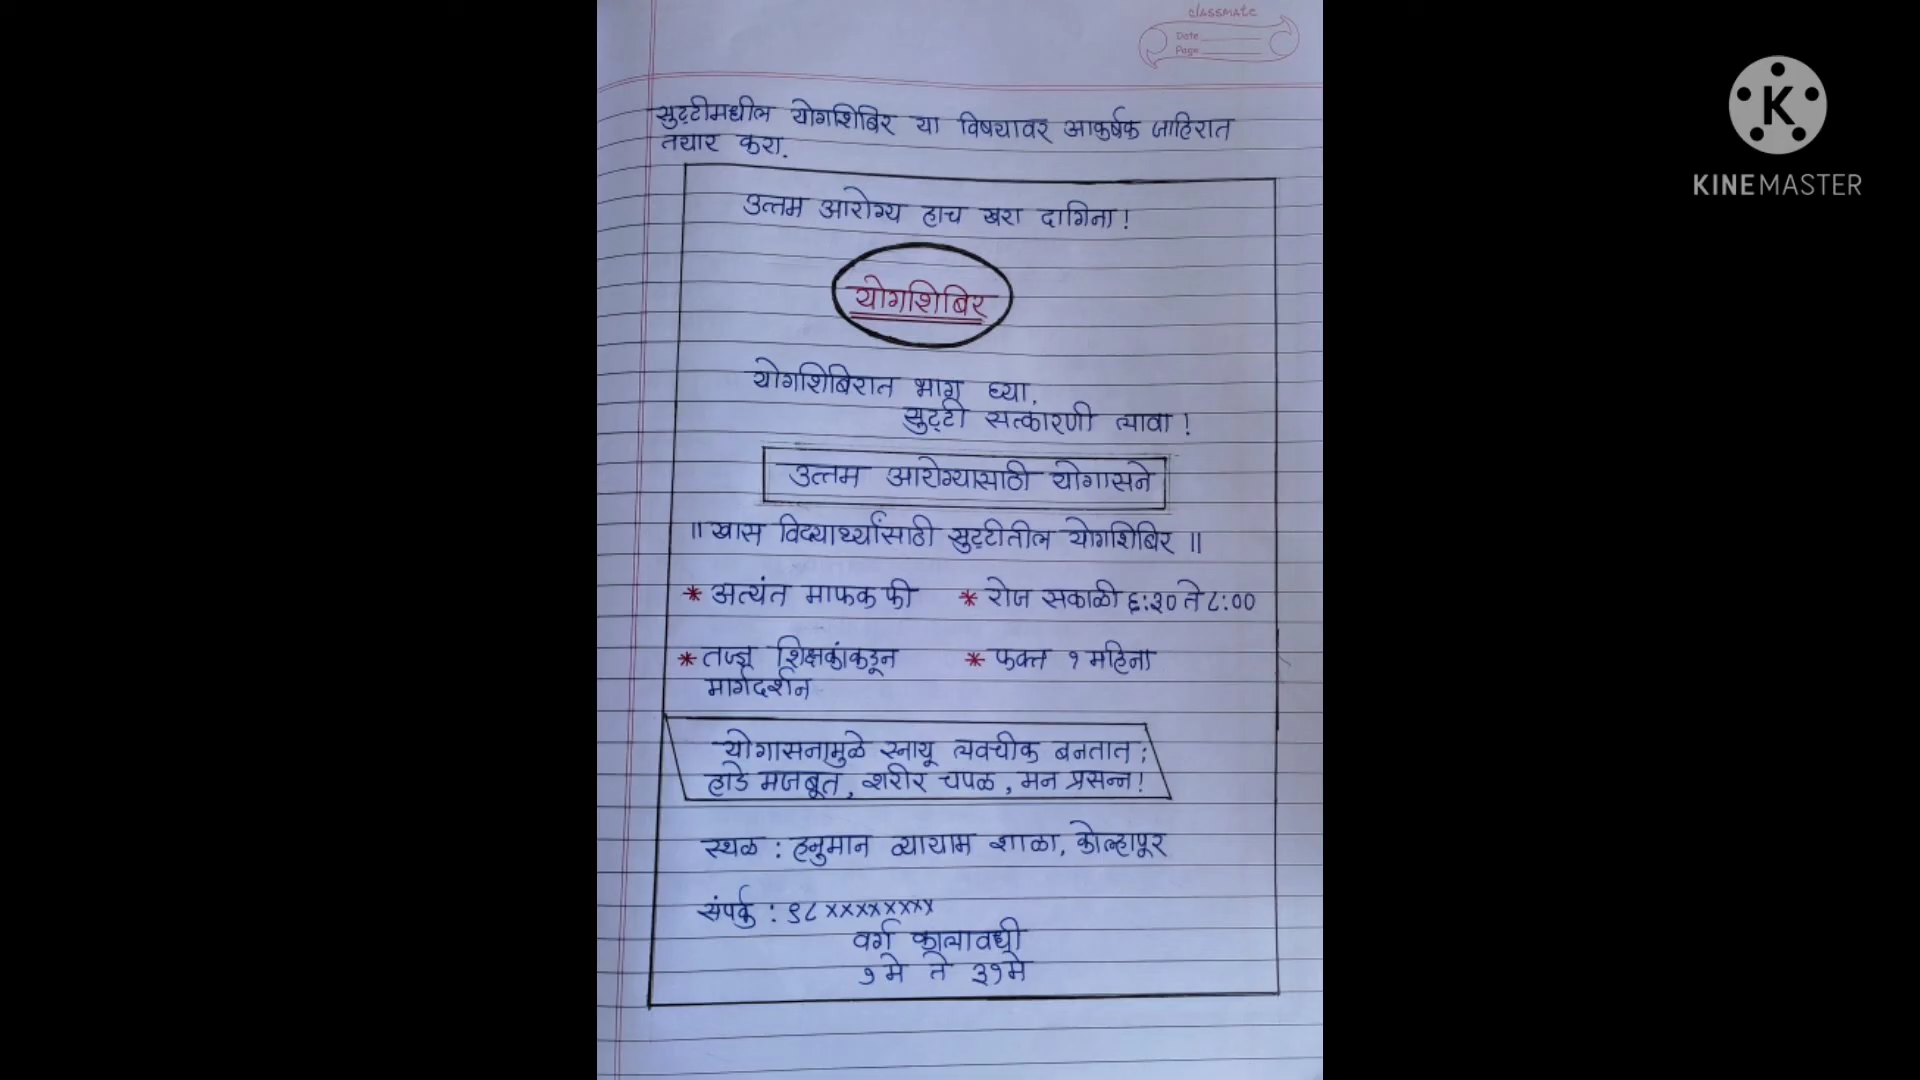 classmate
Date
Page
सुट्टीमधील योगशिबिर या विषयावर आकर्षक जाहिरात
तयार करा.
उत्तम आरोग्य हाच खरा दागिना!
योगशिबिर
योगशिबिरात भाग घ्या.
सुट्टी सत्कारणी लावा!
उत्तम आरोग्यासाठी योगासने
॥ खास विद्यार्थ्यांसाठी सुट्टीतील योगशिबिर ॥
* अत्यंत माफक फी * रोज सकाळी ६:३० ते ८:००
* तज्ज्ञ शिक्षकांकडून * फक्त १ महिना
मार्गदर्शन
योगासनामुळे स्नायू लवचीक बनतात;
हाडे मजबूत, शरीर चपळ, मन प्रसन्न!
स्थळ : हनुमान व्यायाम शाळा, कोल्हापूर
संपर्क : ९८xxxxxxxx
वर्ग कालावधी
१ मे ते ३१ मे
KINEMASTER